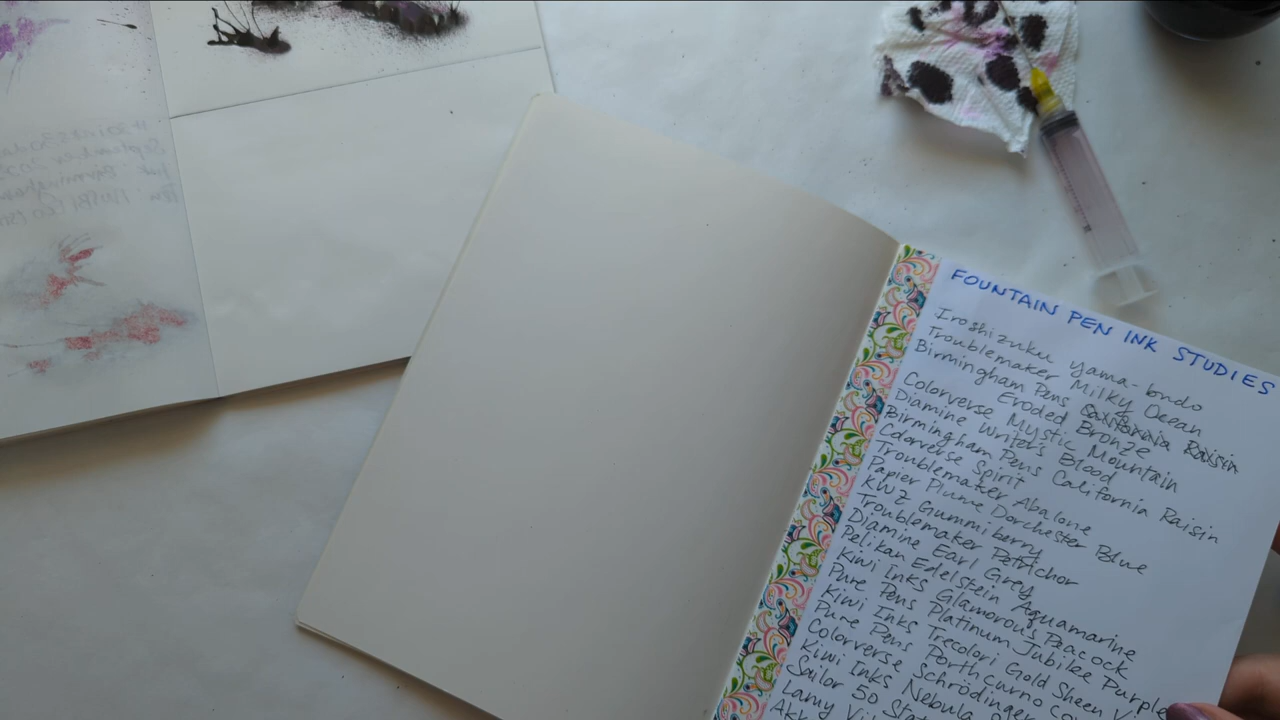 FOUNTAIN PEN INK STUDIES
Iroshizuku yama-budo
Troublemaker Milky Ocean
Birmingham Pens California Raisin
Eroded Bronze
Colorverse Mystic Mountain
Diamine Writer's Blood
Birmingham Pens California Raisin
Colorverse Spirit
Troublemaker Abalone
Papier Plume Dorchester Blue
KWZ Gummiberry
Troublemaker Petrichor
Diamine Earl Grey
Pelikan Edelstein Aquamarine
Kiwi Inks Glamorous Peacock
Pure Pens Platinum Jubilee Purple
Kiwi Inks Trecolori Gold Sheen
Pure Pens Porthcurno
Colorverse Schrödinger
Kiwi Inks Nebula
Sailor 50 Stat
Lamy